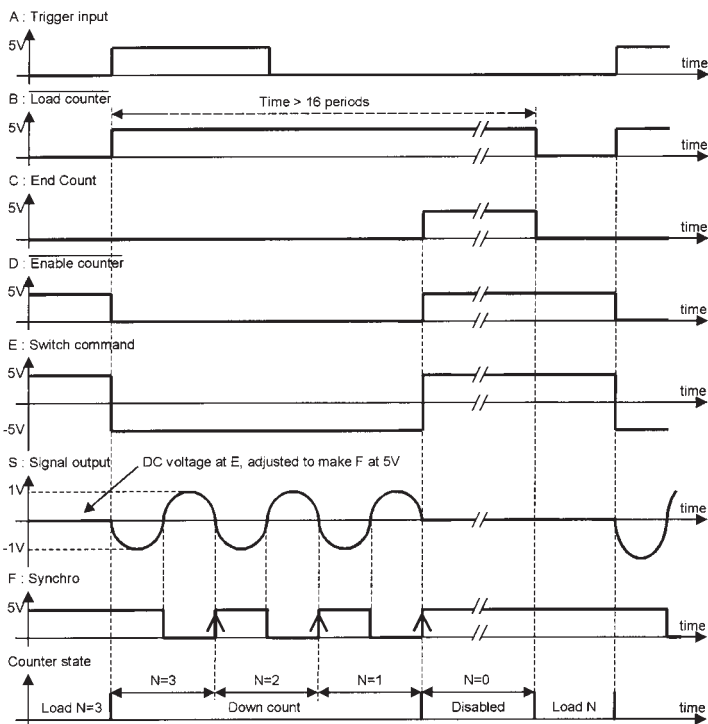 A : Trigger input
5V
time
B : Load counter
Time > 16 periods
5V
time
C : End Count
5V
time
D : Enable counter
5V
time
E : Switch command
5V
time
-5V
S : Signal output
DC voltage at E, adjusted to make F at 5V
1V
time
-1V
F : Synchro
5V
time
Counter state
N=3
N=2
N=1
N=0
Load N=3
Down count
Disabled
Load N
time